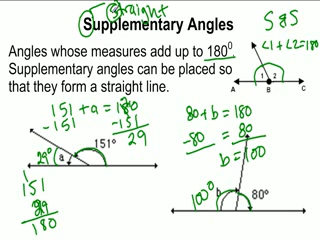 Straight
Supplementary Angles
S & S
Angles whose measures add up to 180⁰.
Supplementary angles can be placed so
that they form a straight line.
∠1 + ∠2 = 180
1 2
A B C
151 + a = 180
-151 -151
29
80 + b = 180
-80 = 80
b = 100
29° a 151°
100° b 80°
1
151
29
180